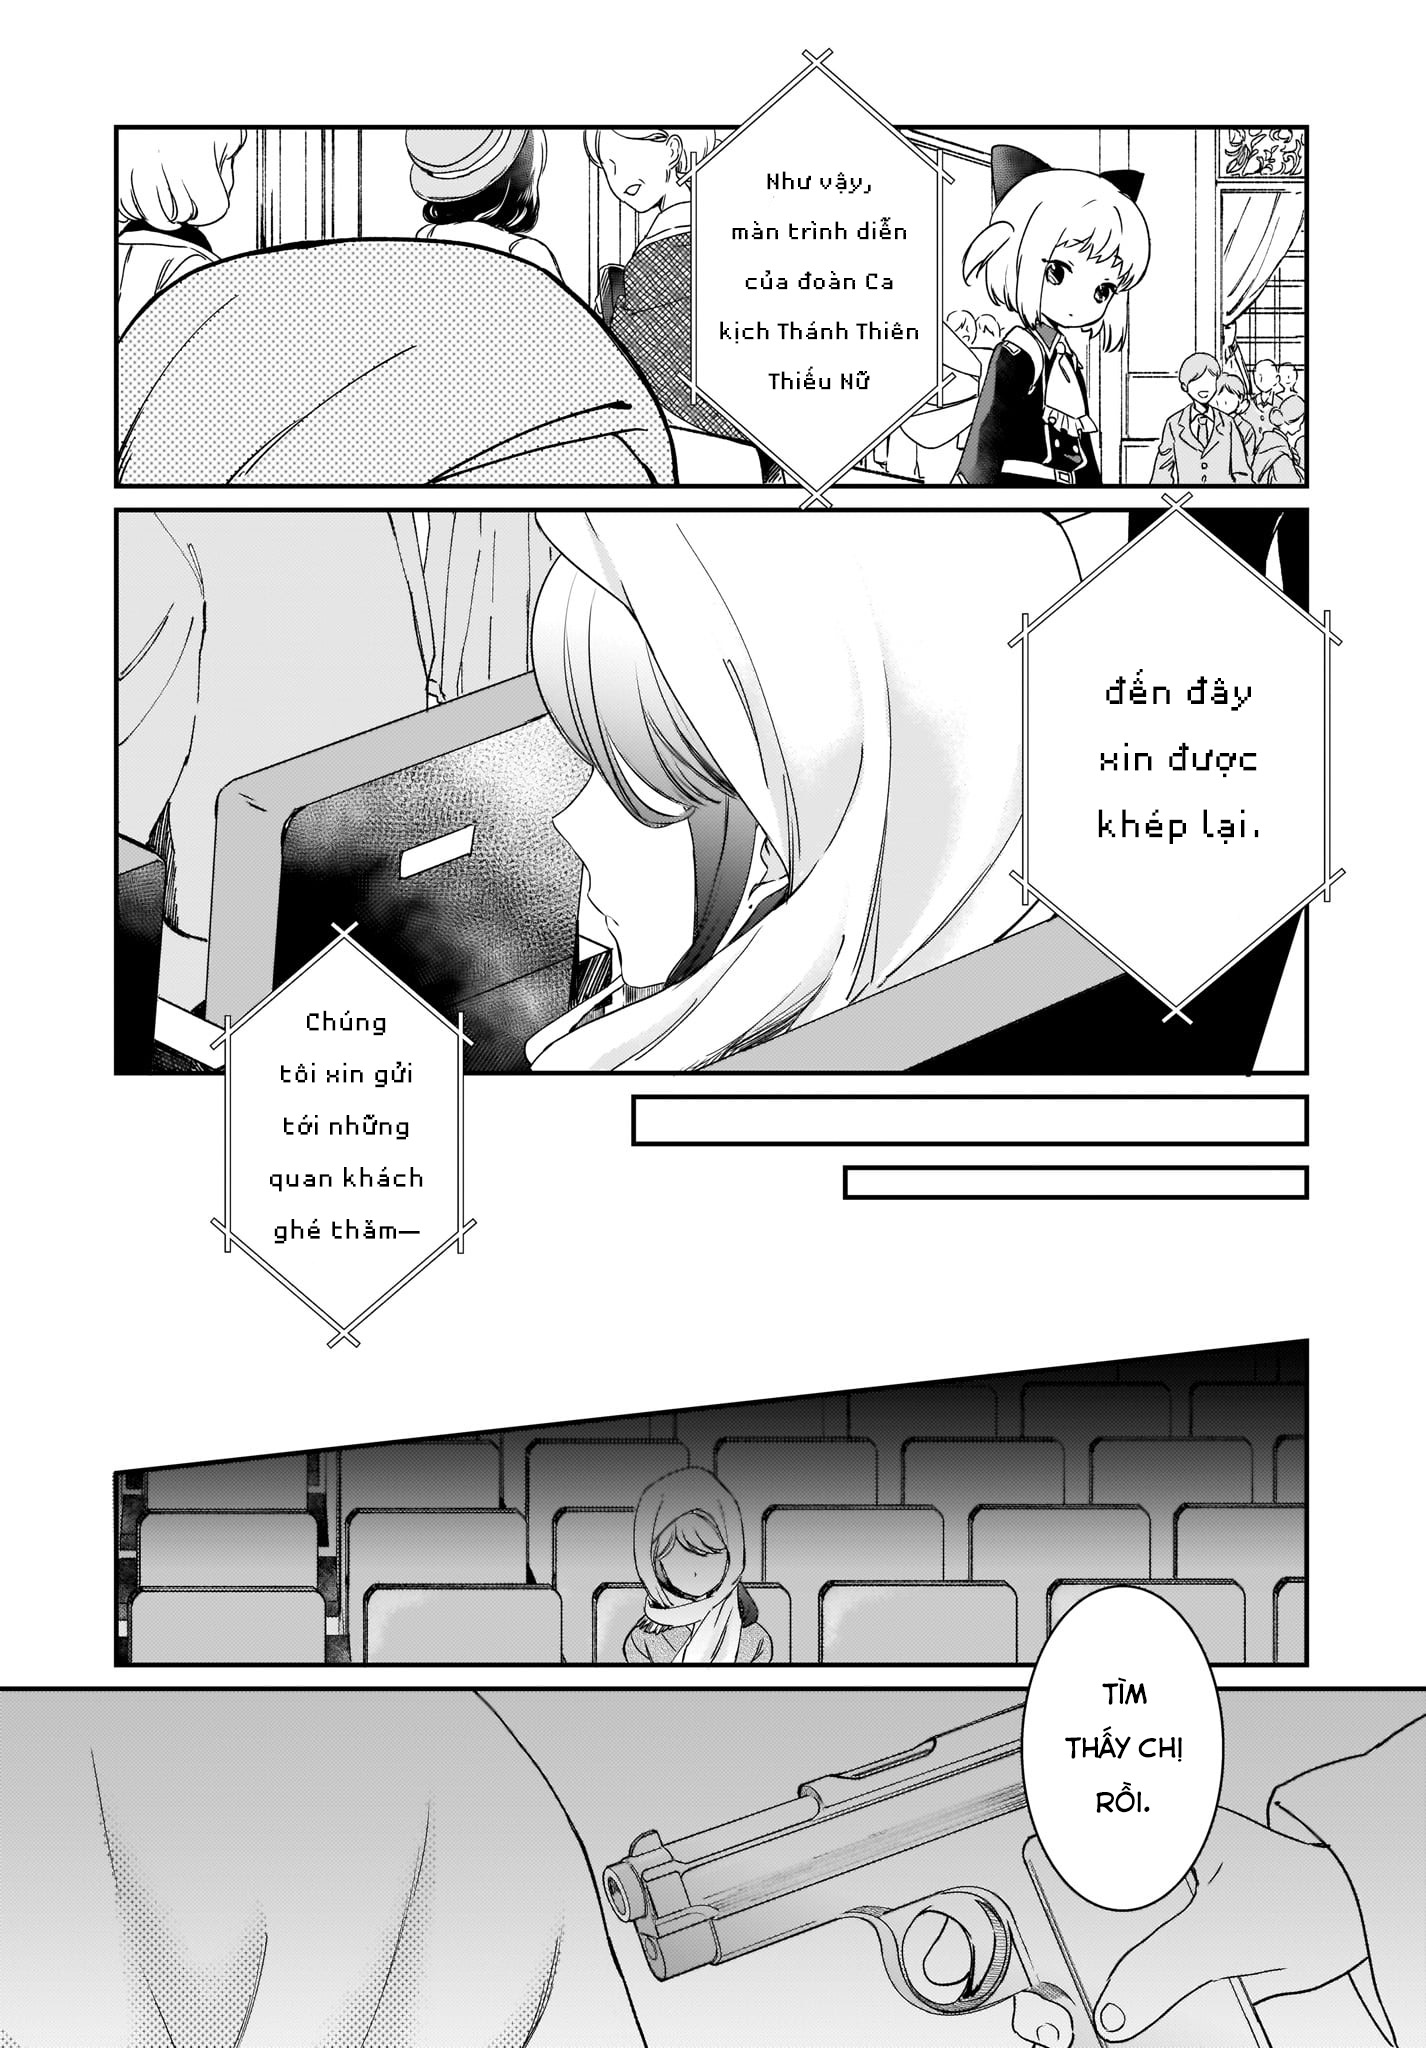 Như vậy,
màn trình diễn
của đoàn Ca
kịch Thánh Thiên
Thiếu Nữ
đến đây
xin được
khép lại.
Chúng
tôi xin gửi
tới những
quan khách
ghé thăm—
TÌM
THẤY CHỊ
RỒI.